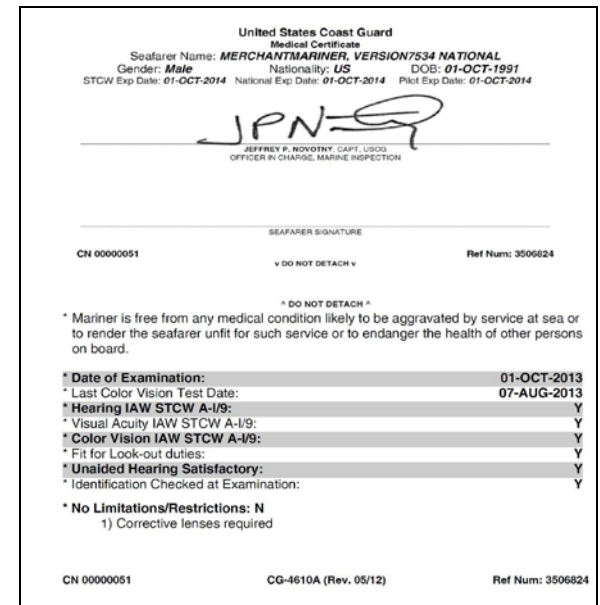 United States Coast Guard
Medical Certificate
Seafarer Name: MERCHANTMARINER, VERSION7534 NATIONAL
Gender: Male Nationality: US DOB: 01-OCT-1991
STCW Exp Date: 01-OCT-2014 National Exp Date: 01-OCT-2014 Pilot Exp Date: 01-OCT-2014
JPN
JEFFREY P. NOVOTNY, CAPT, USCG
OFFICER IN CHARGE, MARINE INSPECTION
SEAFARER SIGNATURE
CN 00000051 Ref Num: 3506824
v DO NOT DETACH v
^ DO NOT DETACH ^
* Mariner is free from any medical condition likely to be aggravated by service at sea or
to render the seafarer unfit for such service or to endanger the health of other persons
on board.
* Date of Examination: 01-OCT-2013
* Last Color Vision Test Date: 07-AUG-2013
* Hearing IAW STCW A-I/9: Y
* Visual Acuity IAW STCW A-I/9: Y
* Color Vision IAW STCW A-I/9: Y
* Fit for Look-out duties: Y
* Unaided Hearing Satisfactory: Y
* Identification Checked at Examination: Y
* No Limitations/Restrictions: N
1) Corrective lenses required
CN 00000051 CG-4610A (Rev. 05/12) Ref Num: 3506824